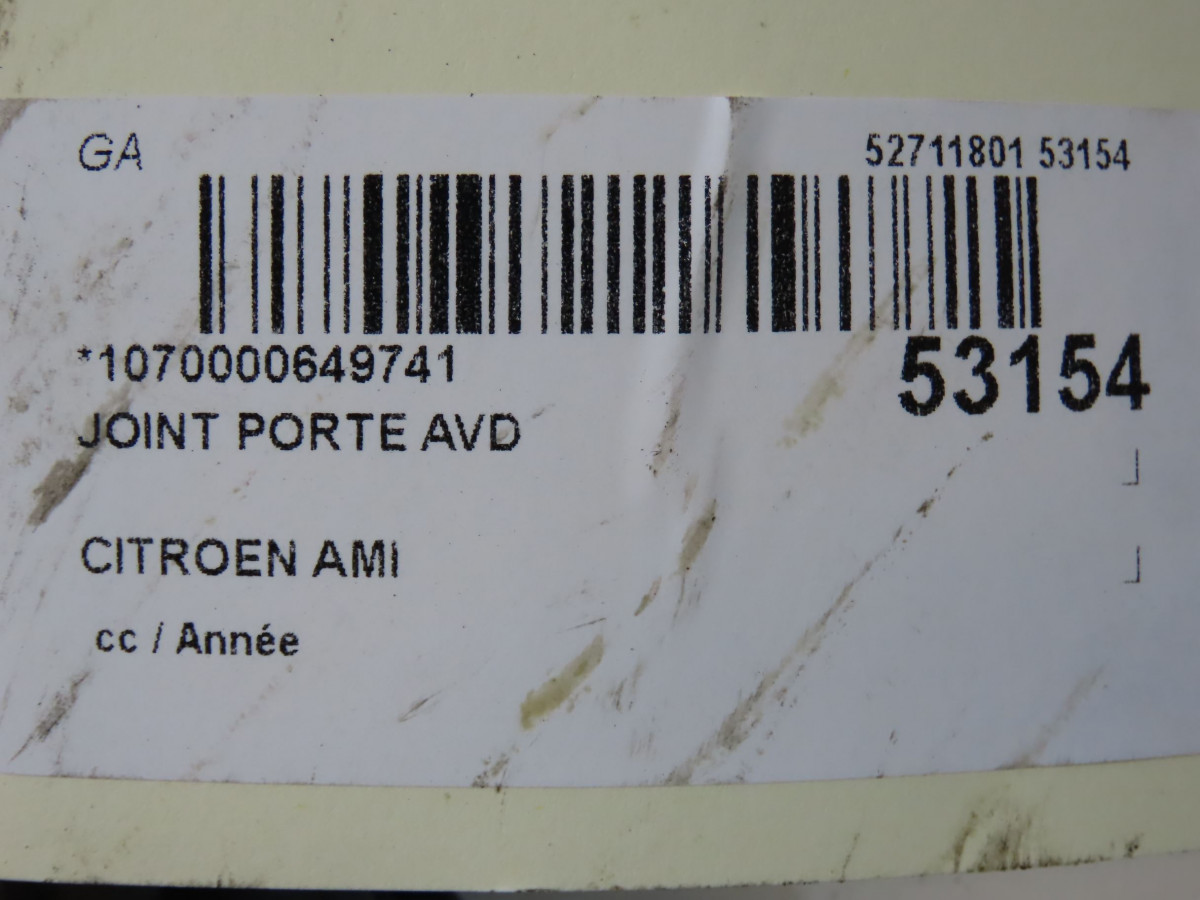 GA
52711801 53154
*1070000649741
53154
JOINT PORTE AVD
CITROEN AMI
cc / Année